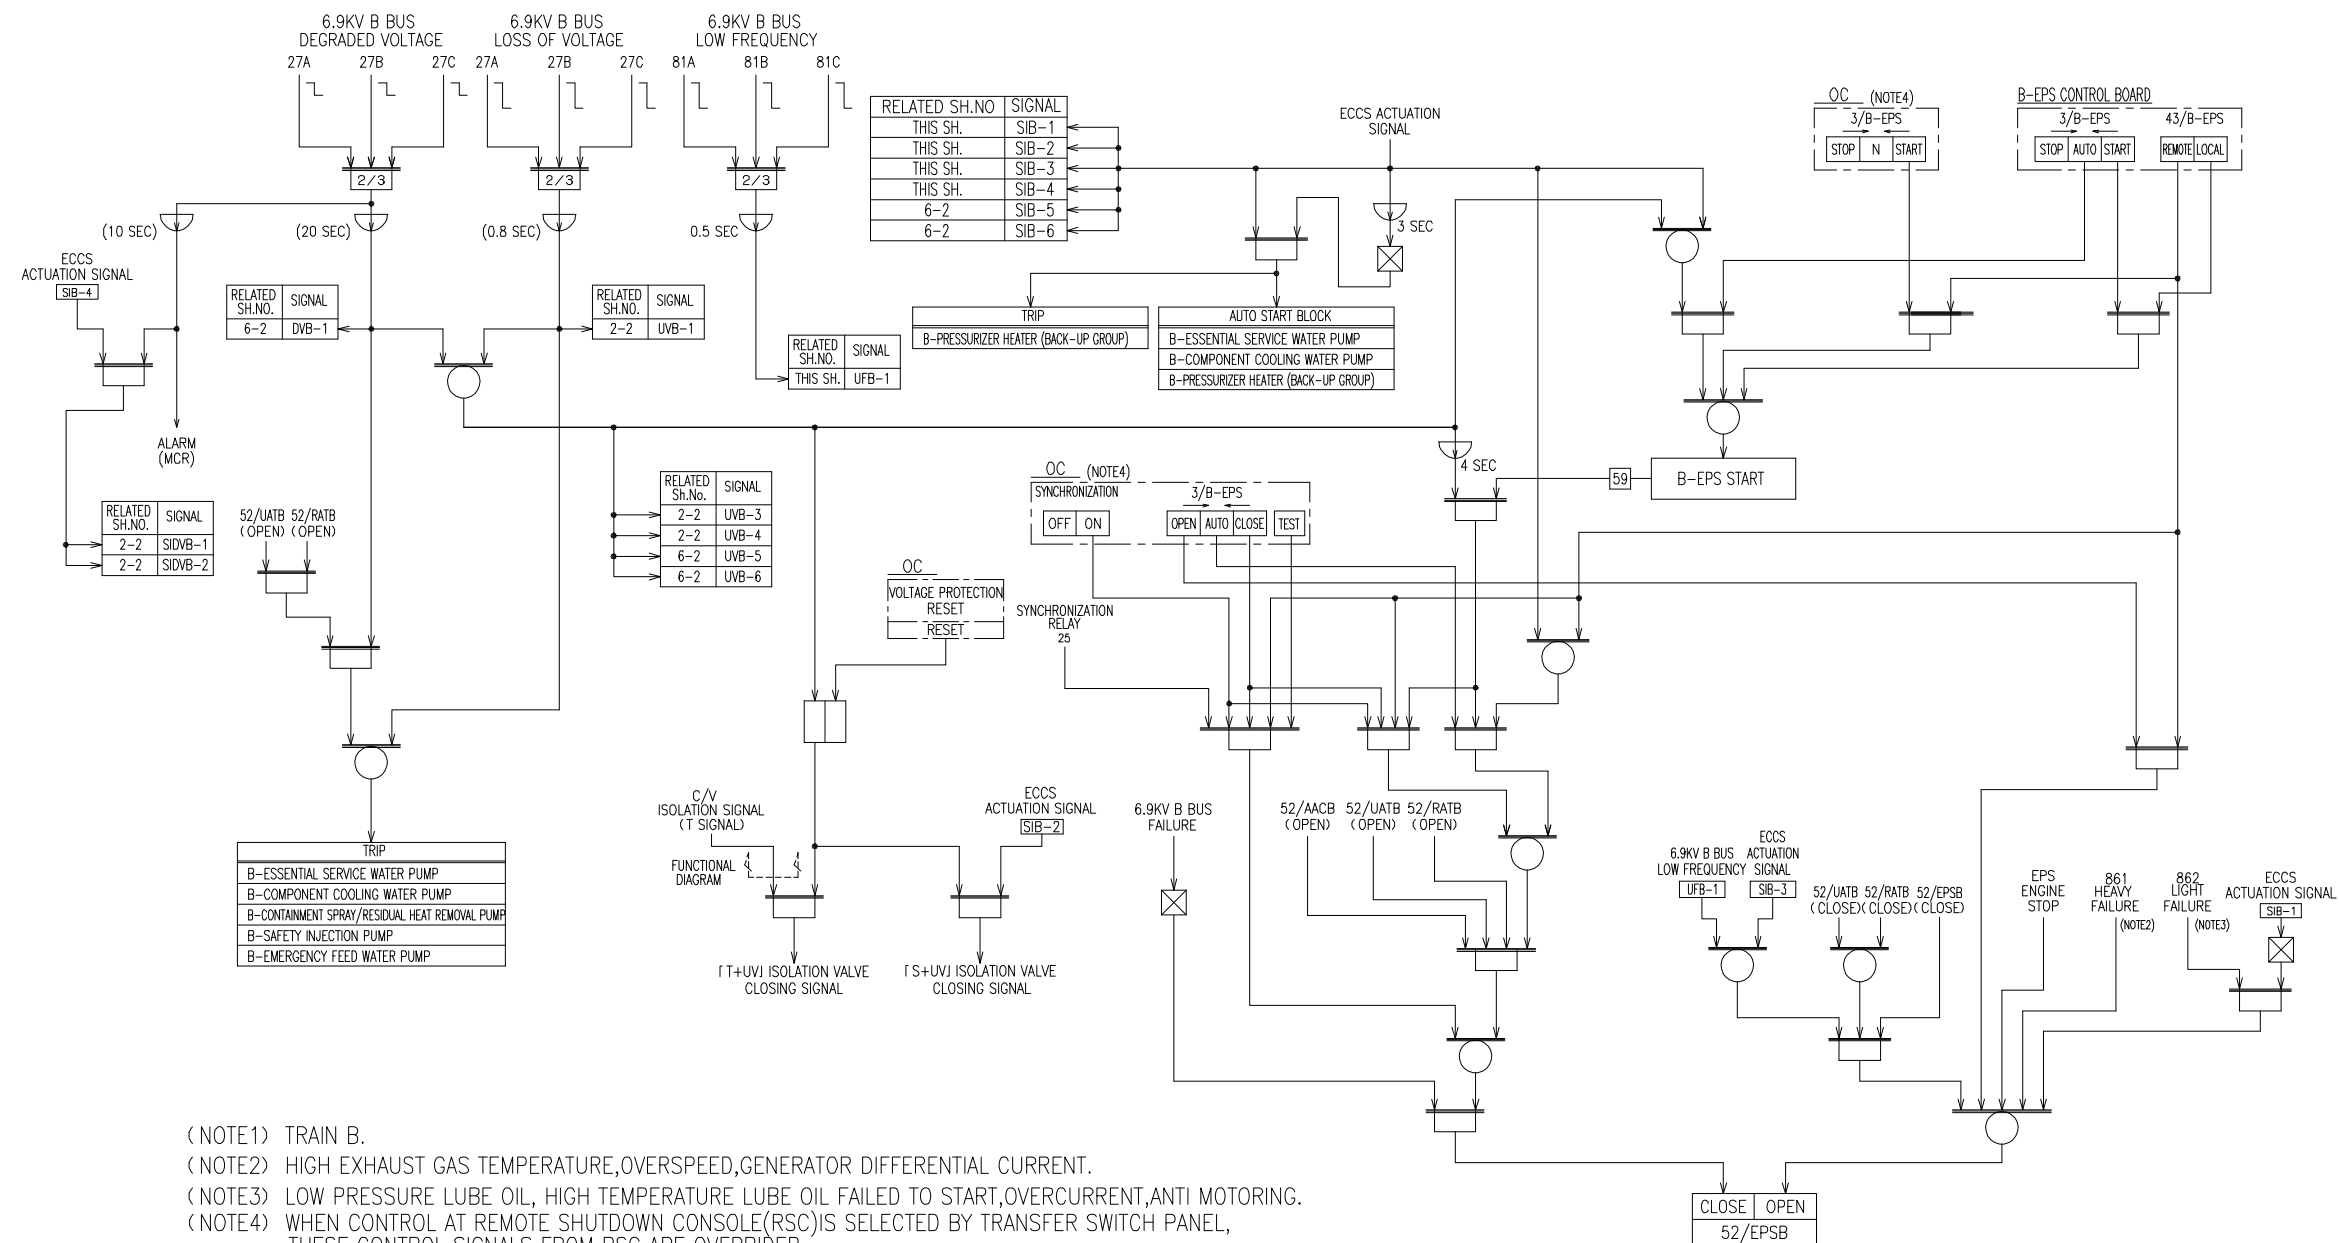 6.9KV B BUS
DEGRADED VOLTAGE
6.9KV B BUS
LOSS OF VOLTAGE
6.9KV B BUS
LOW FREQUENCY
27A 27B 27C
27A 27B 27C
81A 81B 81C
2/3
2/3
2/3
(10 SEC)
(20 SEC)
(0.8 SEC)
0.5 SEC
ECCS
ACTUATION SIGNAL
SIB-4
RELATED SH.NO. SIGNAL
6-2 DVB-1
RELATED SH.NO. SIGNAL
2-2 UVB-1
RELATED SH.NO. SIGNAL
THIS SH. UFB-1
ALARM
(MCR)
RELATED SH.NO. SIGNAL
2-2 SIDVB-1
2-2 SIDVB-2
52/UATB 52/RATB
(OPEN) (OPEN)
TRIP
B-ESSENTIAL SERVICE WATER PUMP
B-COMPONENT COOLING WATER PUMP
B-CONTAINMENT SPRAY/RESIDUAL HEAT REMOVAL PUMP
B-SAFETY INJECTION PUMP
B-EMERGENCY FEED WATER PUMP
RELATED Sh.No. SIGNAL
2-2 UVB-3
2-2 UVB-4
6-2 UVB-5
6-2 UVB-6
RELATED SH.NO SIGNAL
THIS SH. SIB-1
THIS SH. SIB-2
THIS SH. SIB-3
THIS SH. SIB-4
6-2 SIB-5
6-2 SIB-6
ECCS ACTUATION
SIGNAL
3 SEC
TRIP
B-PRESSURIZER HEATER (BACK-UP GROUP)
AUTO START BLOCK
B-ESSENTIAL SERVICE WATER PUMP
B-COMPONENT COOLING WATER PUMP
B-PRESSURIZER HEATER (BACK-UP GROUP)
OC (NOTE4)
3/B-EPS
STOP N START
B-EPS CONTROL BOARD
3/B-EPS 43/B-EPS
STOP AUTO START REMOTE LOCAL
4 SEC
59
B-EPS START
OC (NOTE4)
SYNCHRONIZATION
3/B-EPS
OFF ON OPEN AUTO CLOSE TEST
OC
VOLTAGE PROTECTION
RESET
RESET
SYNCHRONIZATION
RELAY
25
C/V
ISOLATION SIGNAL
(T SIGNAL)
FUNCTIONAL
DIAGRAM
ECCS
ACTUATION SIGNAL
SIB-2
「T+UV」 ISOLATION VALVE
CLOSING SIGNAL
「S+UV」 ISOLATION VALVE
CLOSING SIGNAL
6.9KV B BUS
FAILURE
52/AACB 52/UATB 52/RATB
(OPEN) (OPEN) (OPEN)
6.9KV B BUS
LOW FREQUENCY
UFB-1
ECCS
ACTUATION
SIGNAL
SIB-3
52/UATB 52/RATB 52/EPSB
(CLOSE) (CLOSE) (CLOSE)
EPS
ENGINE
STOP
861
HEAVY
FAILURE
(NOTE2)
862
LIGHT
FAILURE
(NOTE3)
ECCS
ACTUATION SIGNAL
SIB-1
CLOSE OPEN
52/EPSB
(NOTE1) TRAIN B.
(NOTE2) HIGH EXHAUST GAS TEMPERATURE,OVERSPEED,GENERATOR DIFFERENTIAL CURRENT.
(NOTE3) LOW PRESSURE LUBE OIL, HIGH TEMPERATURE LUBE OIL FAILED TO START,OVERCURRENT,ANTI MOTORING.
(NOTE4) WHEN CONTROL AT REMOTE SHUTDOWN CONSOLE(RSC)IS SELECTED BY TRANSFER SWITCH PANEL,
THESE CONTROL SIGNALS FROM RSC ARE